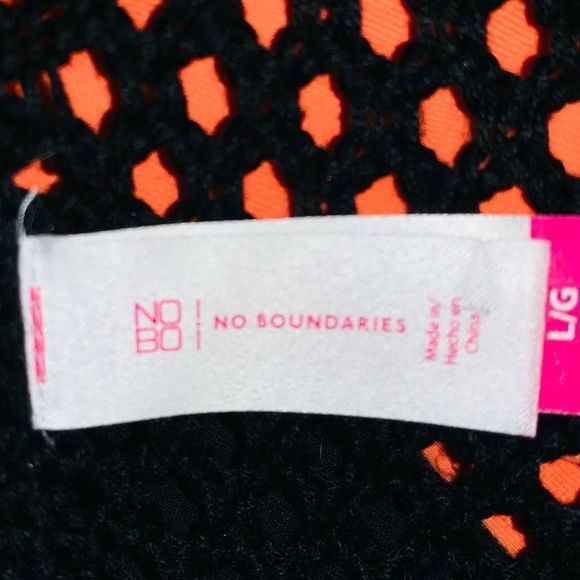 NO
BO
NO BOUNDARIES
Made in/
Hecho en
China
L/G